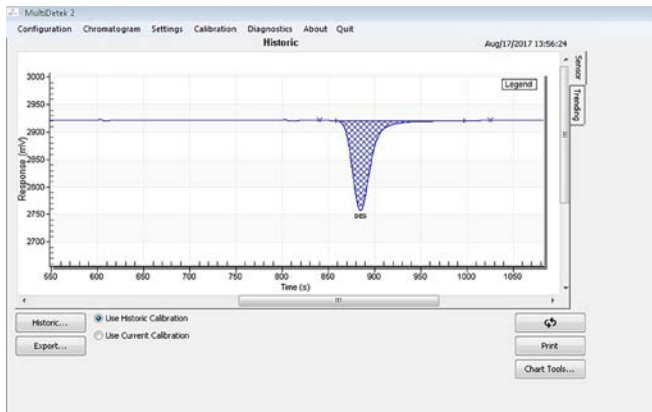 MultiDetek 2
Configuration Chromatogram Settings Calibration Diagnostics About Quit
Historic Aug/17/2017 13:56:24
Sensor
Trending
Legend
Response (mV)
3000
2950
2900
2850
2800
2750
2700
550 600 650 700 750 800 850 900 950 1000 1050
Time (s)
Historic...
Export...
Use Historic Calibration
Use Current Calibration
Print
Chart Tools...